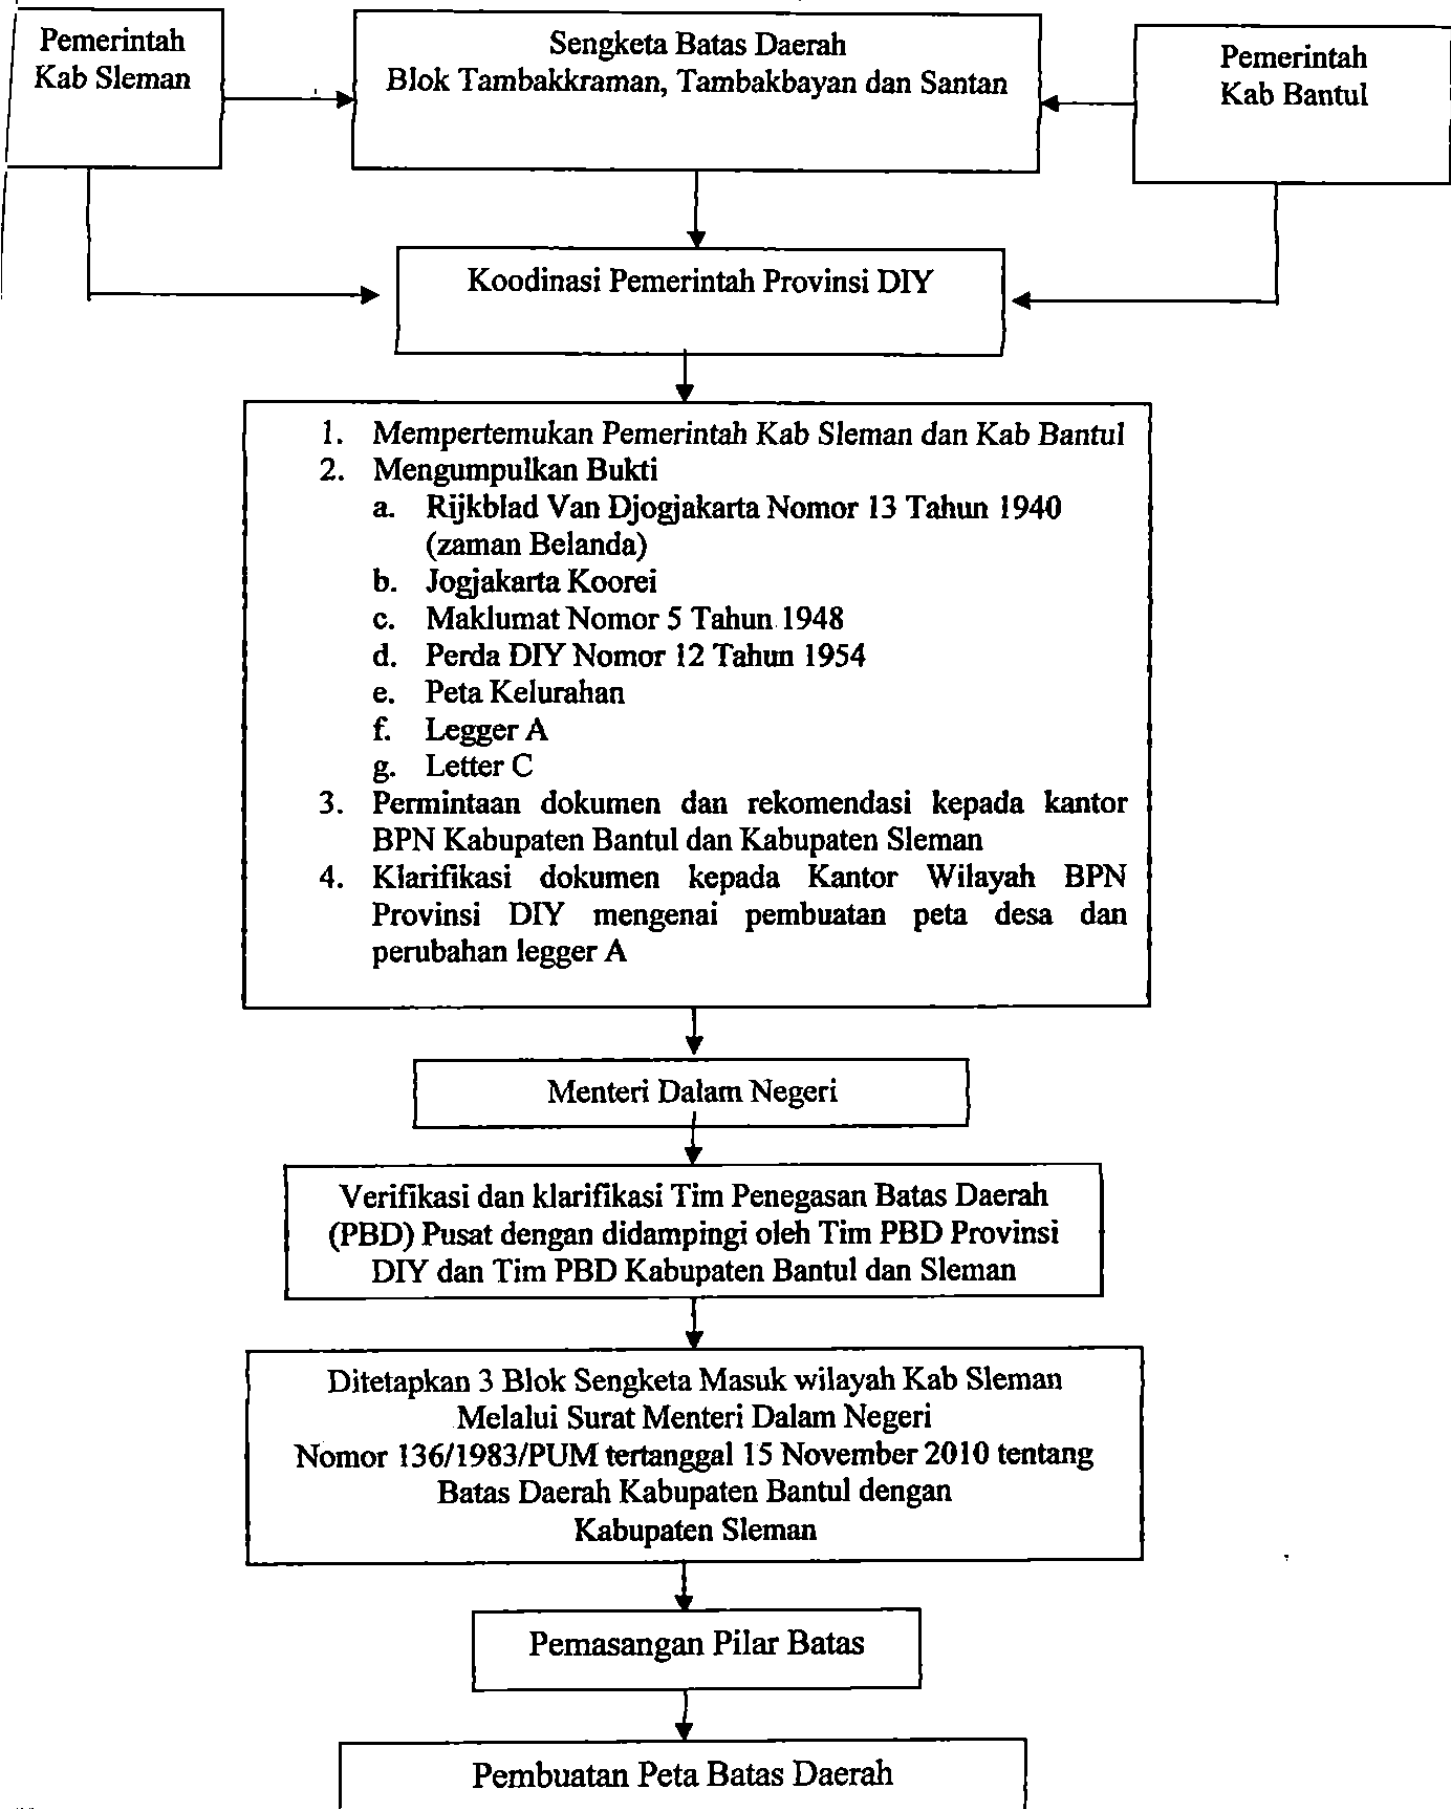 Pemerintah
Kab Sleman
Sengketa Batas Daerah
Blok Tambakkraman, Tambakbayan dan Santan
Pemerintah
Kab Bantul
Koodinasi Pemerintah Provinsi DIY
1. Mempertemukan Pemerintah Kab Sleman dan Kab Bantul
2. Mengumpulkan Bukti
a. Rijkblad Van Djogjakarta Nomor 13 Tahun 1940
(zaman Belanda)
b. Jogjakarta Koorei
c. Maklumat Nomor 5 Tahun 1948
d. Perda DIY Nomor 12 Tahun 1954
e. Peta Kelurahan
f. Legger A
g. Letter C
3. Permintaan dokumen dan rekomendasi kepada kantor
BPN Kabupaten Bantul dan Kabupaten Sleman
4. Klarifikasi dokumen kepada Kantor Wilayah BPN
Provinsi DIY mengenai pembuatan peta desa dan
perubahan legger A
Menteri Dalam Negeri
Verifikasi dan klarifikasi Tim Penegasan Batas Daerah
(PBD) Pusat dengan didampingi oleh Tim PBD Provinsi
DIY dan Tim PBD Kabupaten Bantul dan Sleman
Ditetapkan 3 Blok Sengketa Masuk wilayah Kab Sleman
Melalui Surat Menteri Dalam Negeri
Nomor 136/1983/PUM tertanggal 15 November 2010 tentang
Batas Daerah Kabupaten Bantul dengan
Kabupaten Sleman
Pemasangan Pilar Batas
Pembuatan Peta Batas Daerah